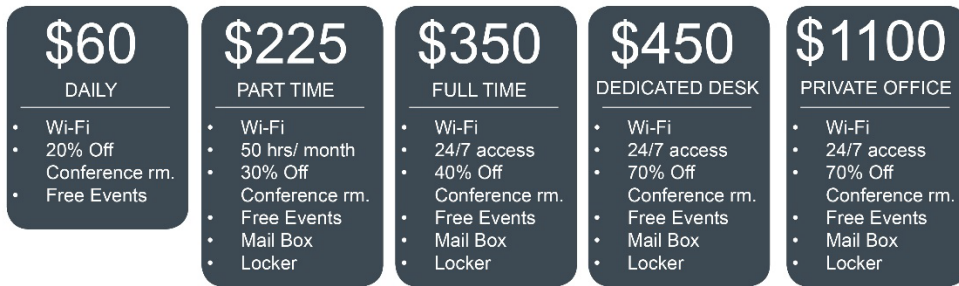 $60
DAILY
• Wi-Fi
• 20% Off
Conference rm.
• Free Events
$225
PART TIME
• Wi-Fi
• 50 hrs/ month
• 30% Off
Conference rm.
• Free Events
• Mail Box
• Locker
$350
FULL TIME
• Wi-Fi
• 24/7 access
• 40% Off
Conference rm.
• Free Events
• Mail Box
• Locker
$450
DEDICATED DESK
• Wi-Fi
• 24/7 access
• 70% Off
Conference rm.
• Free Events
• Mail Box
• Locker
$1100
PRIVATE OFFICE
• Wi-Fi
• 24/7 access
• 70% Off
Conference rm.
• Free Events
• Mail Box
• Locker